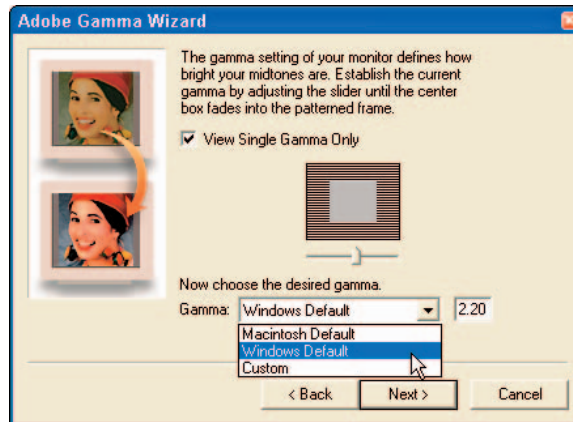 Adobe Gamma Wizard
The gamma setting of your monitor defines how
bright your midtones are. Establish the current
gamma by adjusting the slider until the center
box fades into the patterned frame.
View Single Gamma Only
Now choose the desired gamma.
Gamma: Windows Default 2.20
Macintosh Default
Windows Default
Custom
< Back Next > Cancel